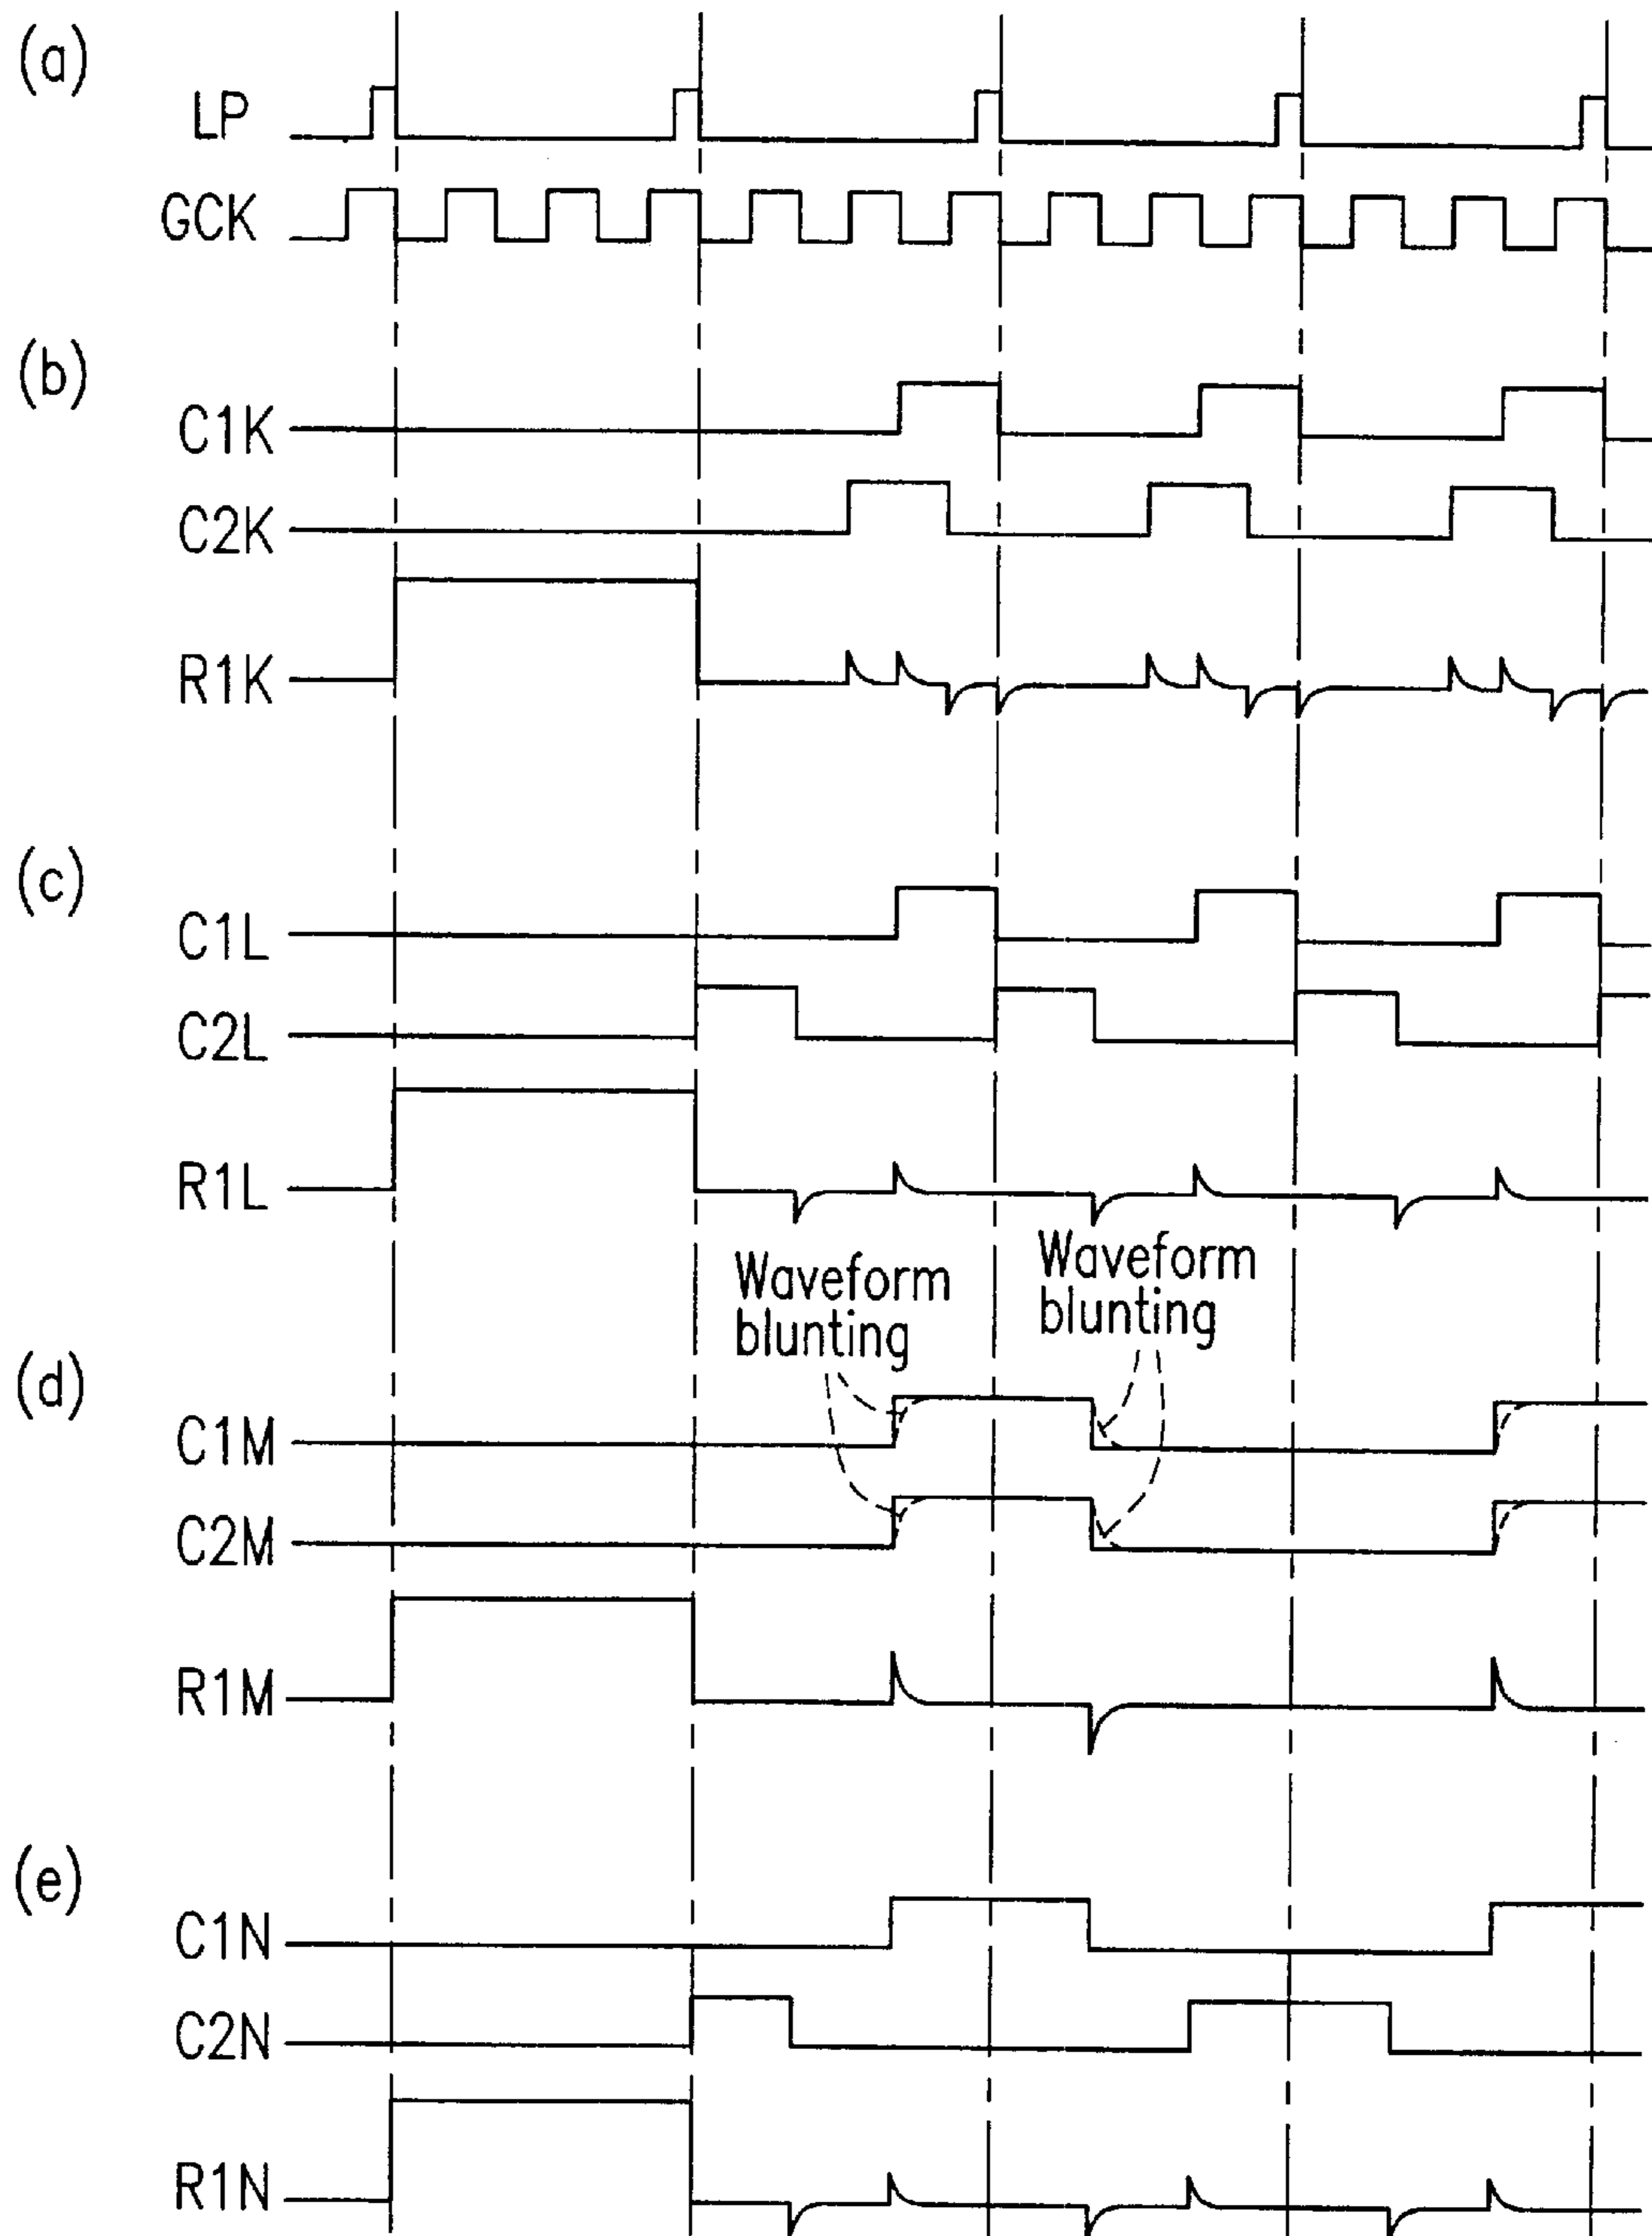 (a)
LP
GCK
(b)
C1K
C2K
R1K
(c)
C1L
C2L
R1L
Waveform
blunting
Waveform
blunting
(d)
C1M
C2M
R1M
(e)
C1N
C2N
R1N